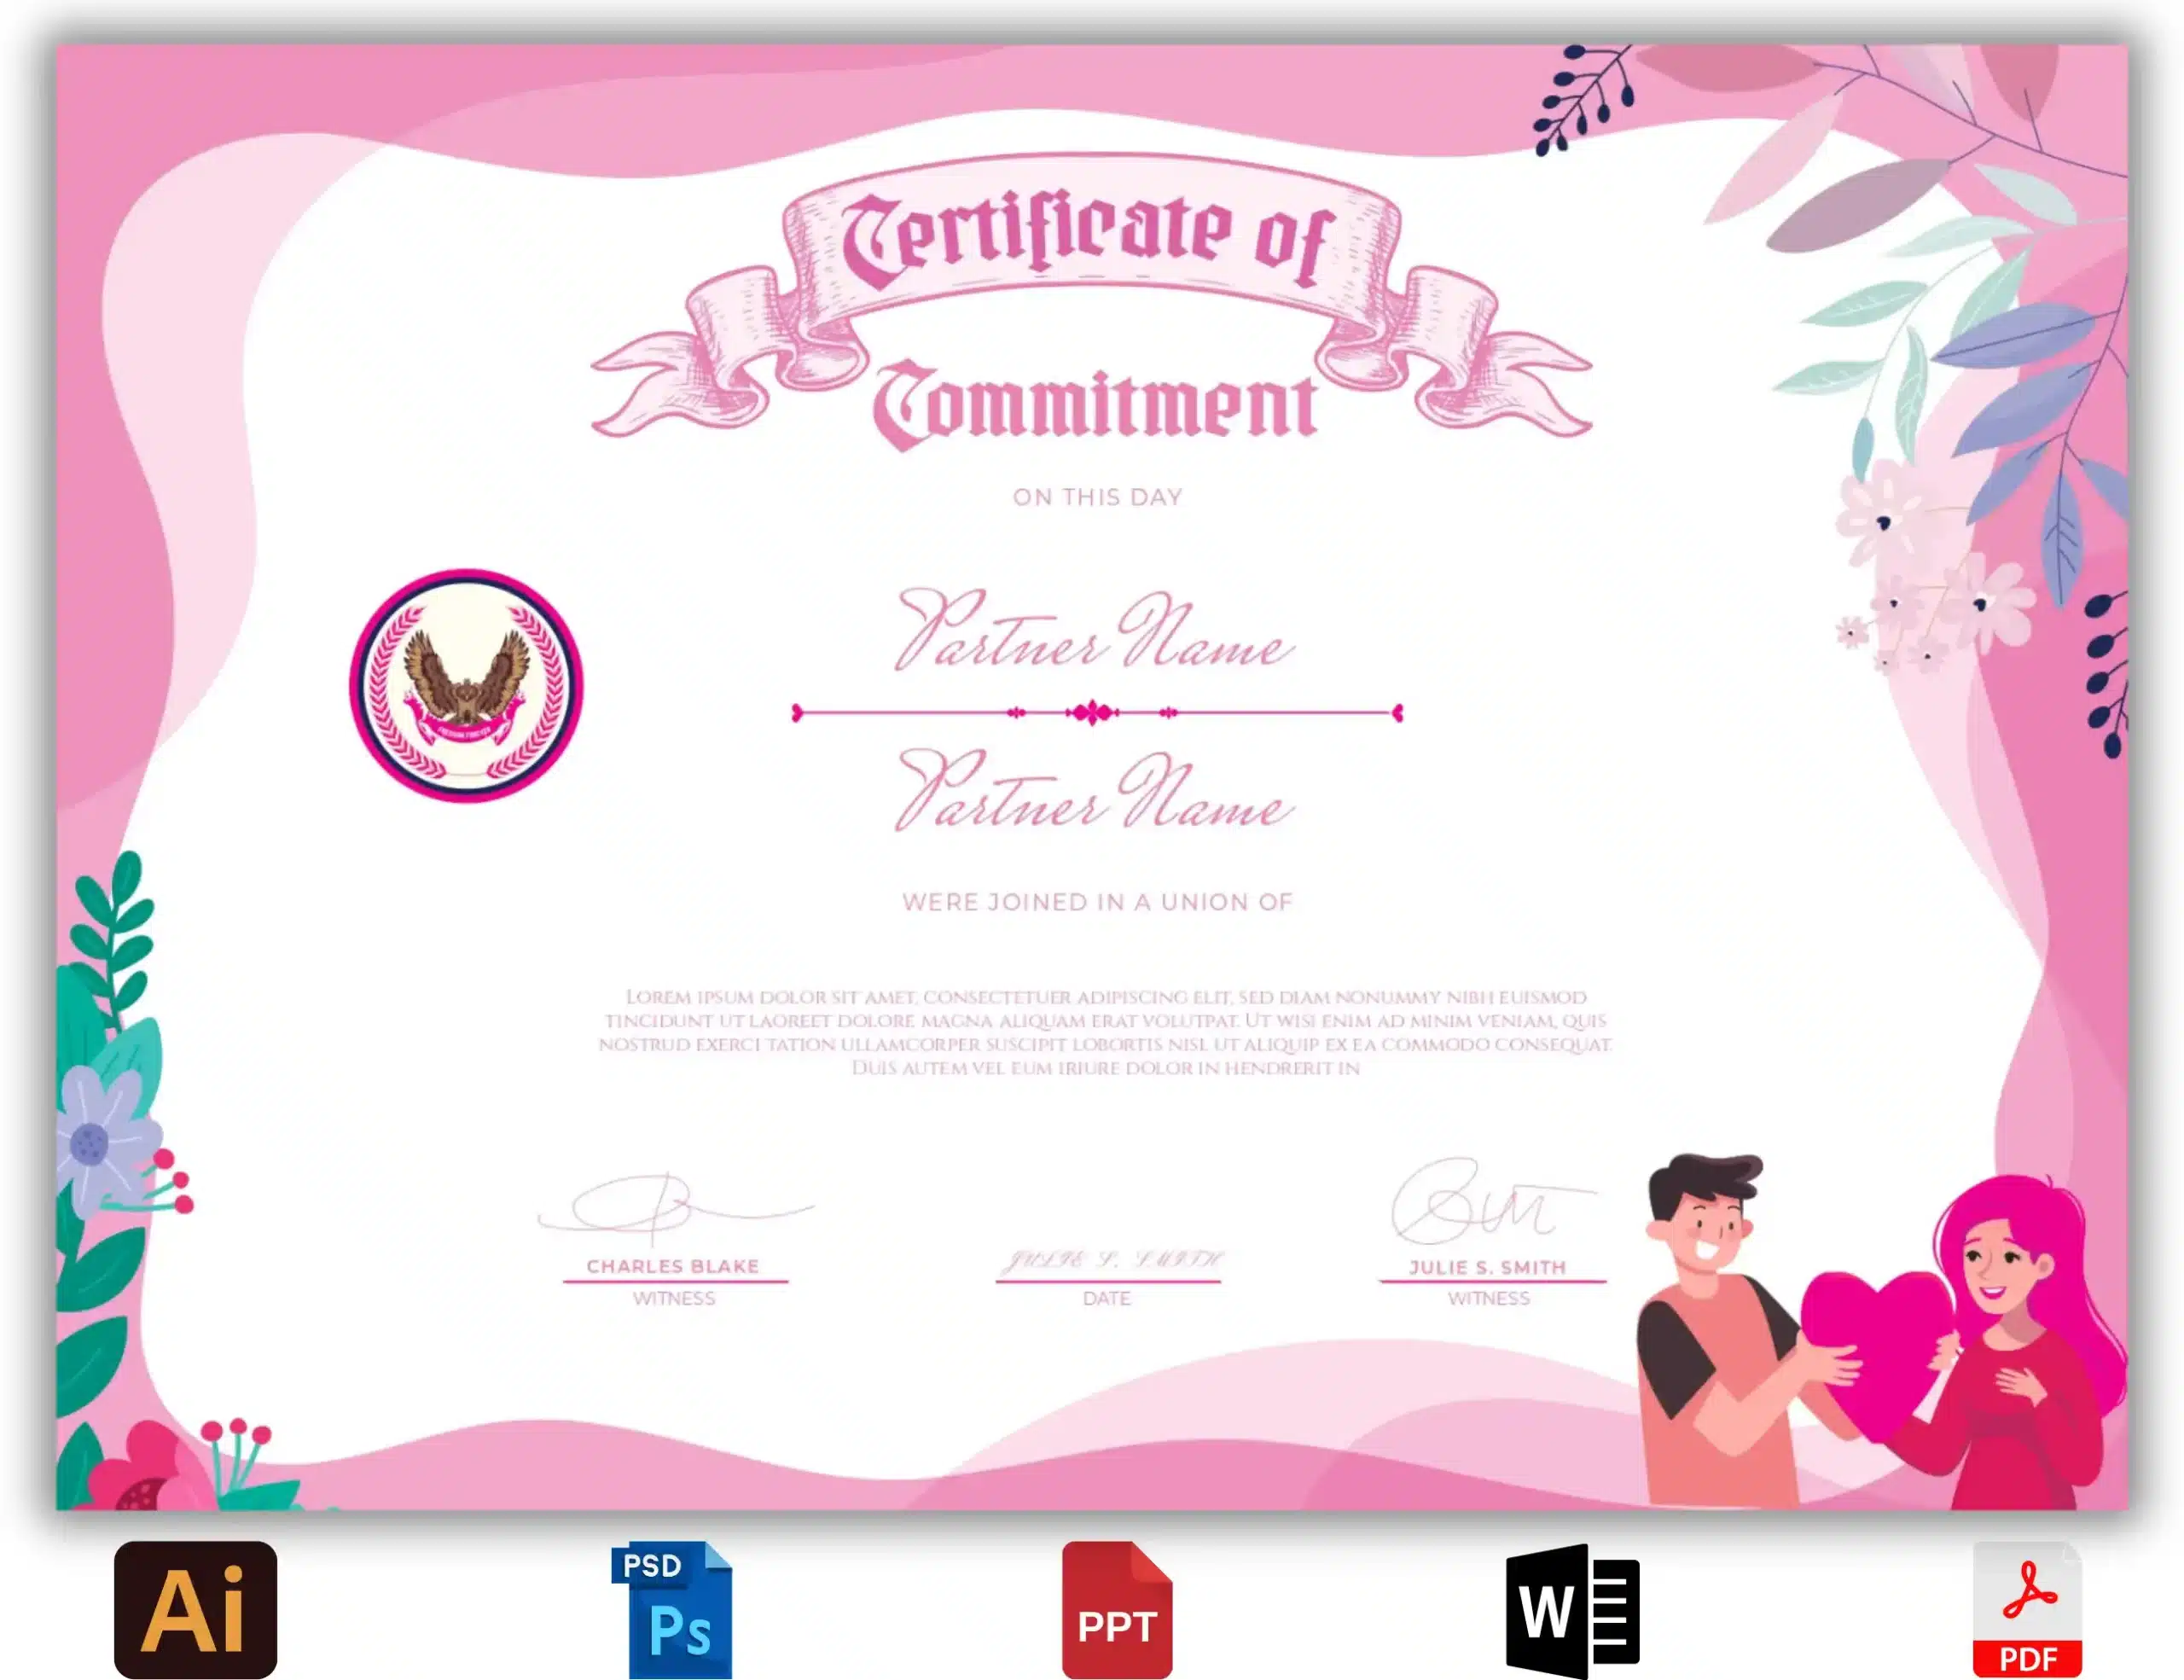 Certificate of
Commitment
ON THIS DAY
Partner Name
Partner Name
WERE JOINED IN A UNION OF
LOREM IPSUM DOLOR SIT AMET, CONSECTETUER ADIPISCING ELIT, SED DIAM NONUMMY NIBH EUISMOD
TINCIDUNT UT LAOREET DOLORE MAGNA ALIQUAM ERAT VOLUTPAT. UT WISI ENIM AD MINIM VENIAM, QUIS
NOSTRUD EXERCI TATION ULLAMCORPER SUSCIPIT LOBORTIS NISL UT ALIQUIP EX EA COMMODO CONSEQUAT.
DUIS AUTEM VEL EUM IRIURE DOLOR IN HENDRERIT IN
CHARLES BLAKE
WITNESS
JULIE S. SMITH
DATE
JULIE S. SMITH
WITNESS
Ai
PSD
Ps
PPT
W
PDF